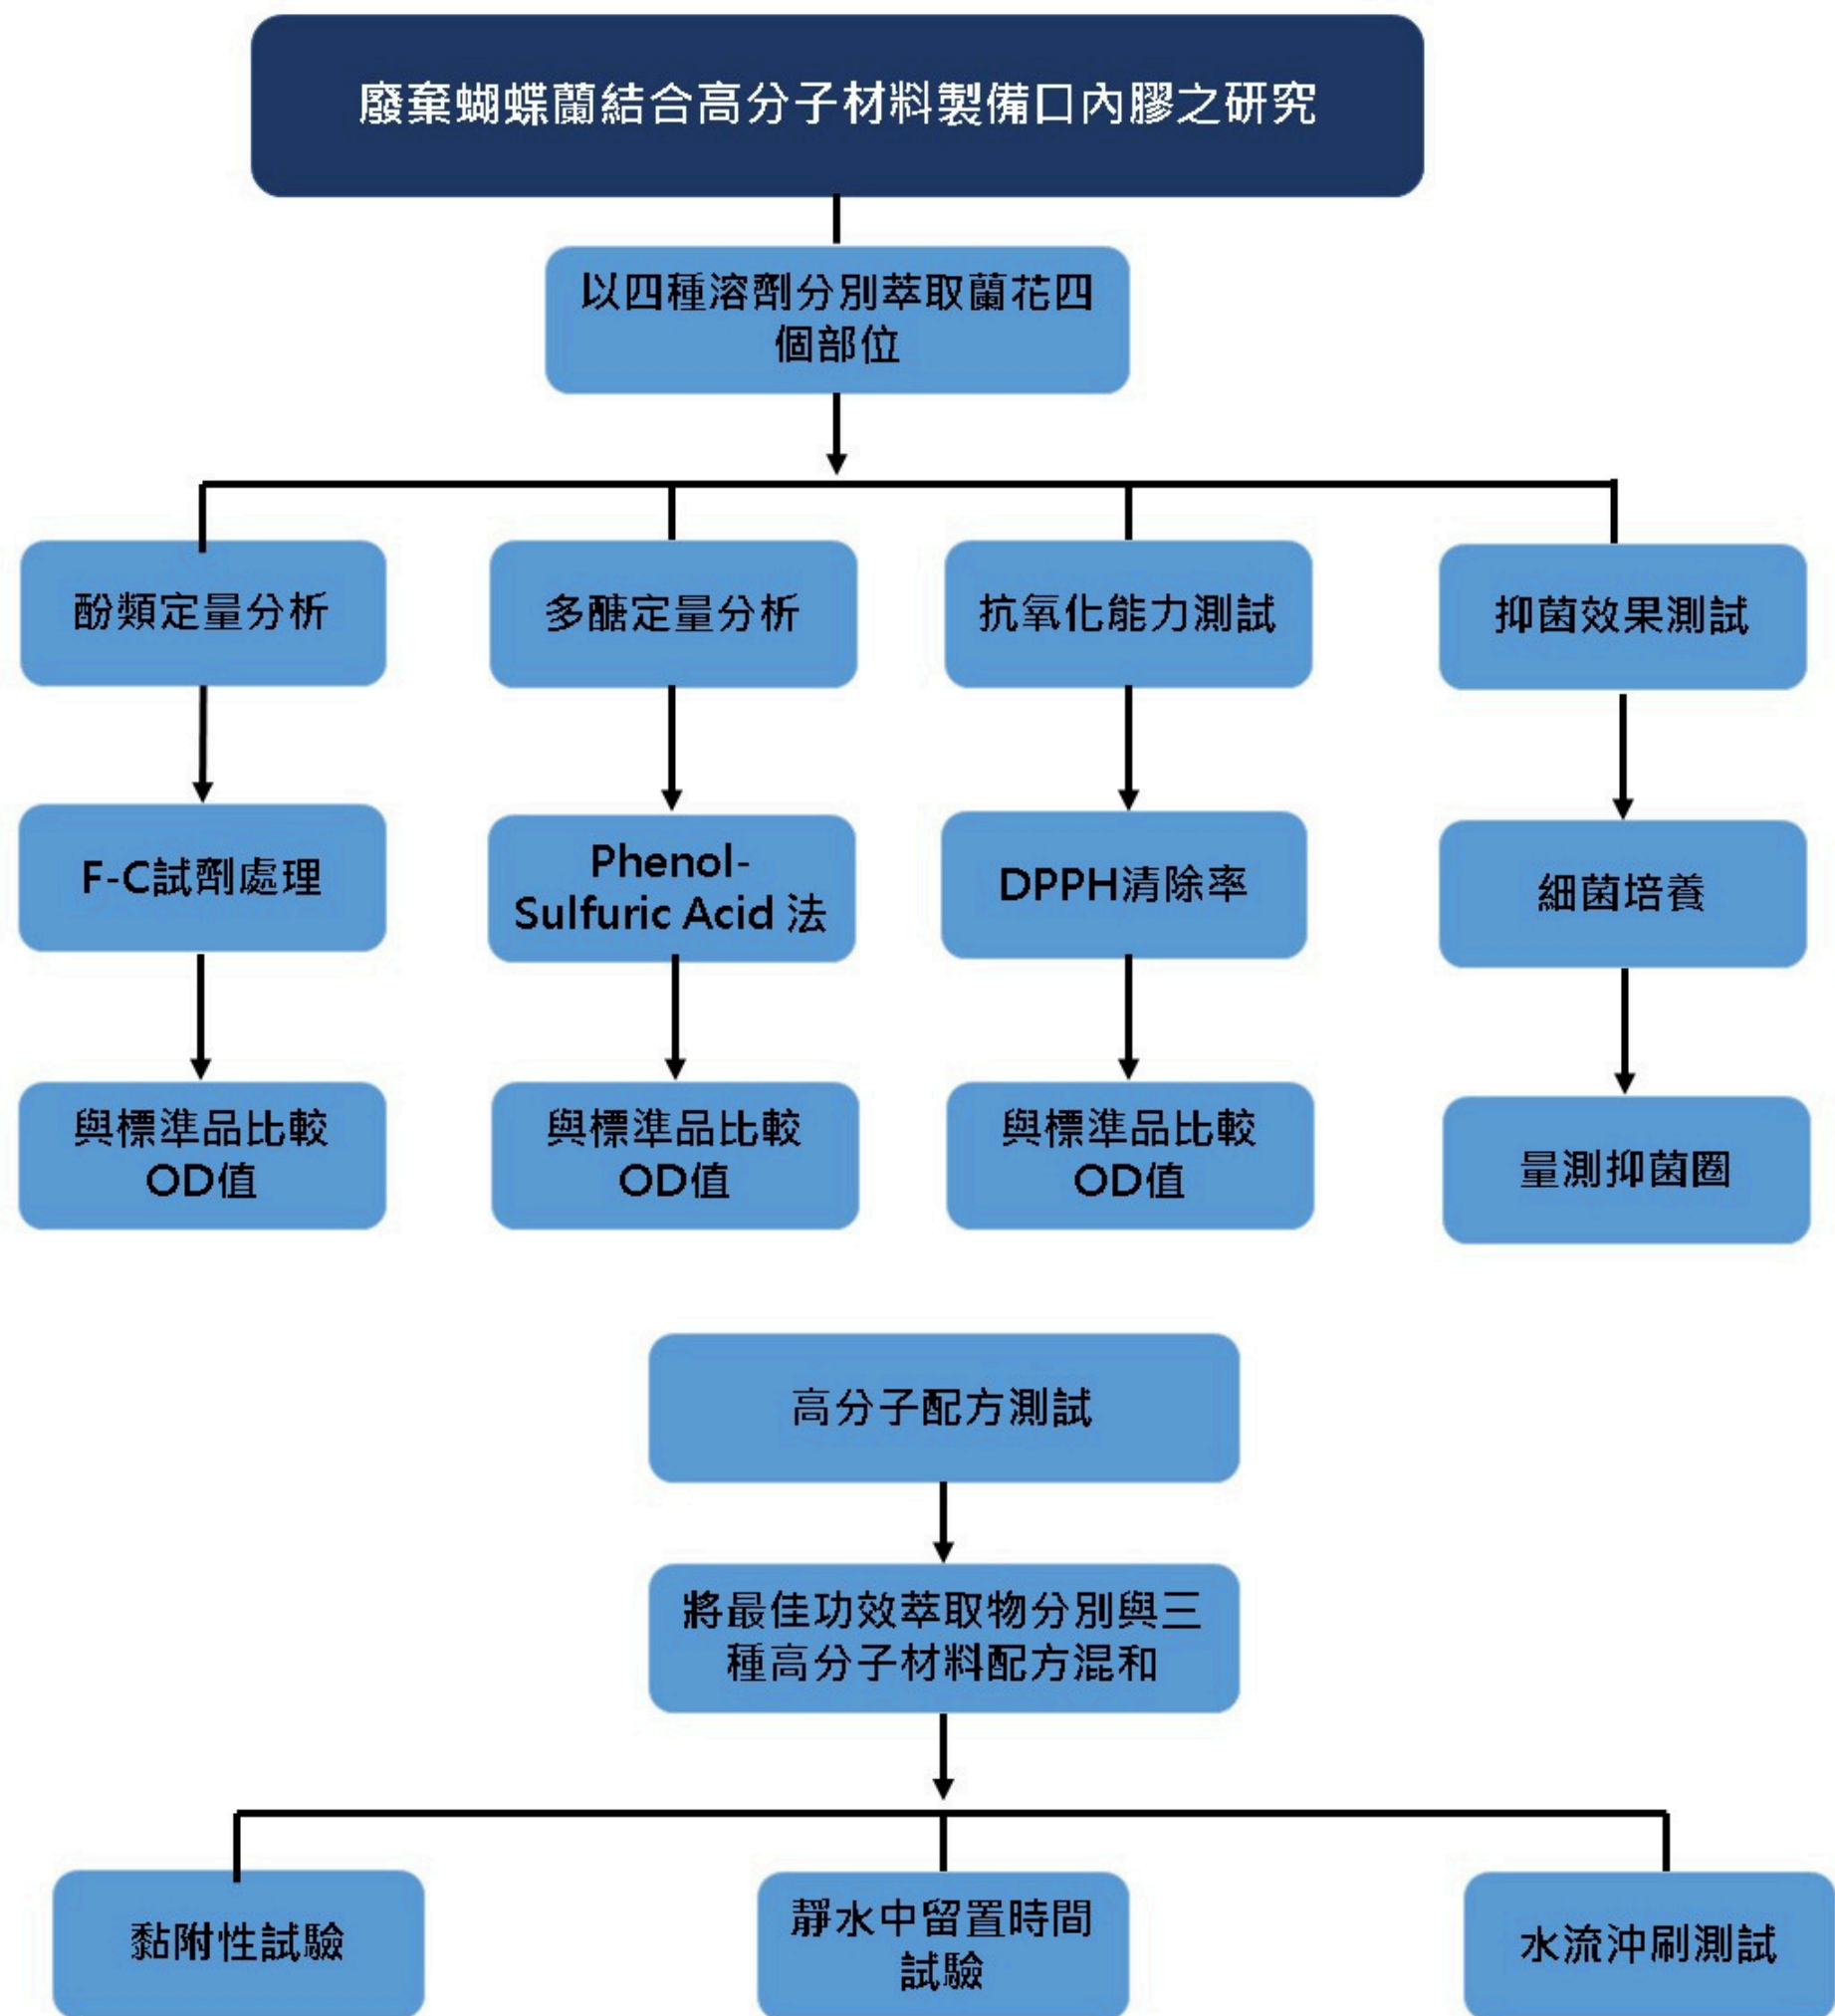 廢棄蝴蝶蘭結合高分子材料製備口內膠之研究
以四種溶劑分別萃取蘭花四
個部位
酚類定量分析
多醣定量分析
抗氧化能力測試
抑菌效果測試
F-C試劑處理
Phenol-
Sulfuric Acid 法
DPPH清除率
細菌培養
與標準品比較
OD值
與標準品比較
OD值
與標準品比較
OD值
量測抑菌圈
高分子配方測試
將最佳功效萃取物分別與三
種高分子材料配方混和
黏附性試驗
靜水中留置時間
試驗
水流沖刷測試